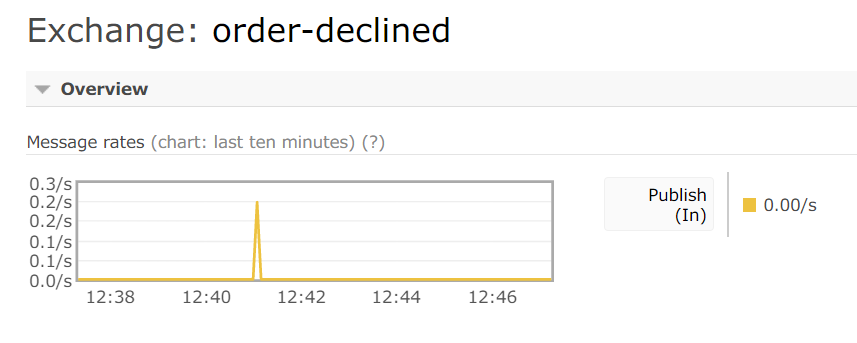 Exchange: order-declined
Overview
Message rates (chart: last ten minutes) (?)
0.3/s
0.2/s
0.2/s
0.1/s
0.1/s
0.0/s
12:38 12:40 12:42 12:44 12:46
Publish
(In)
0.00/s